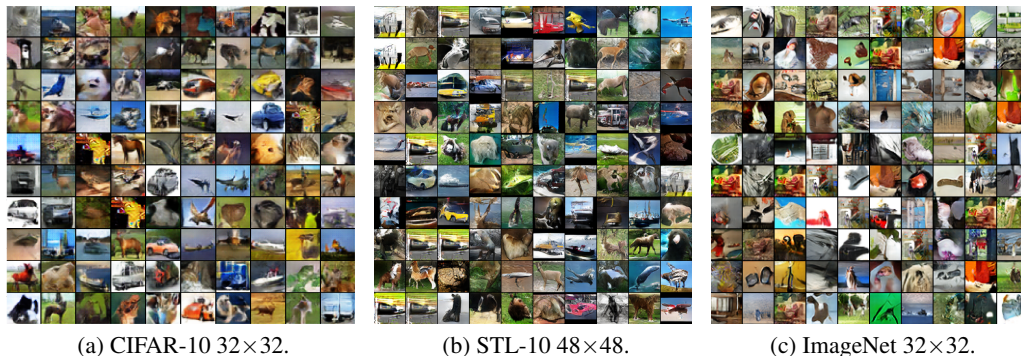 (a) CIFAR-10 32×32.
(b) STL-10 48×48.
(c) ImageNet 32×32.